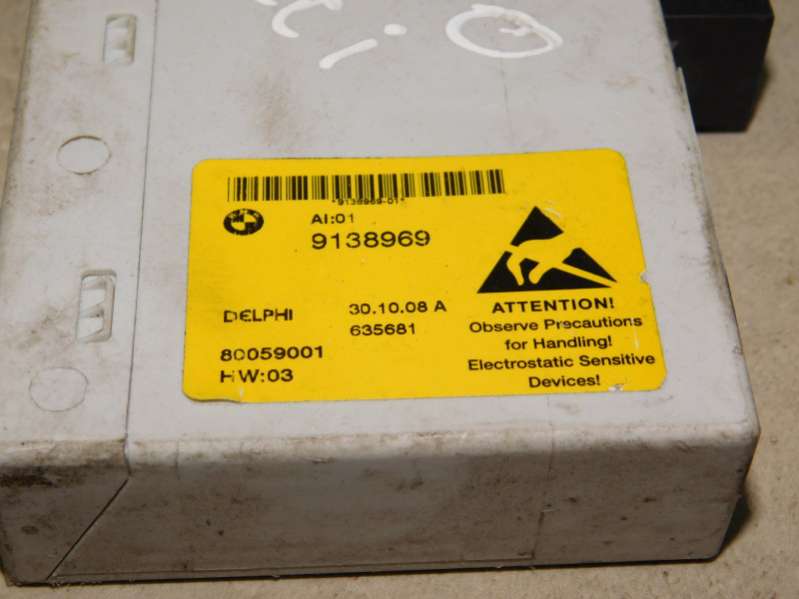 *9138969-01*
AI:01
9138969
DELPHI
30.10.08 A
635681
80059001
HW:03
ATTENTION!
Observe Precautions
for Handling!
Electrostatic Sensitive
Devices!